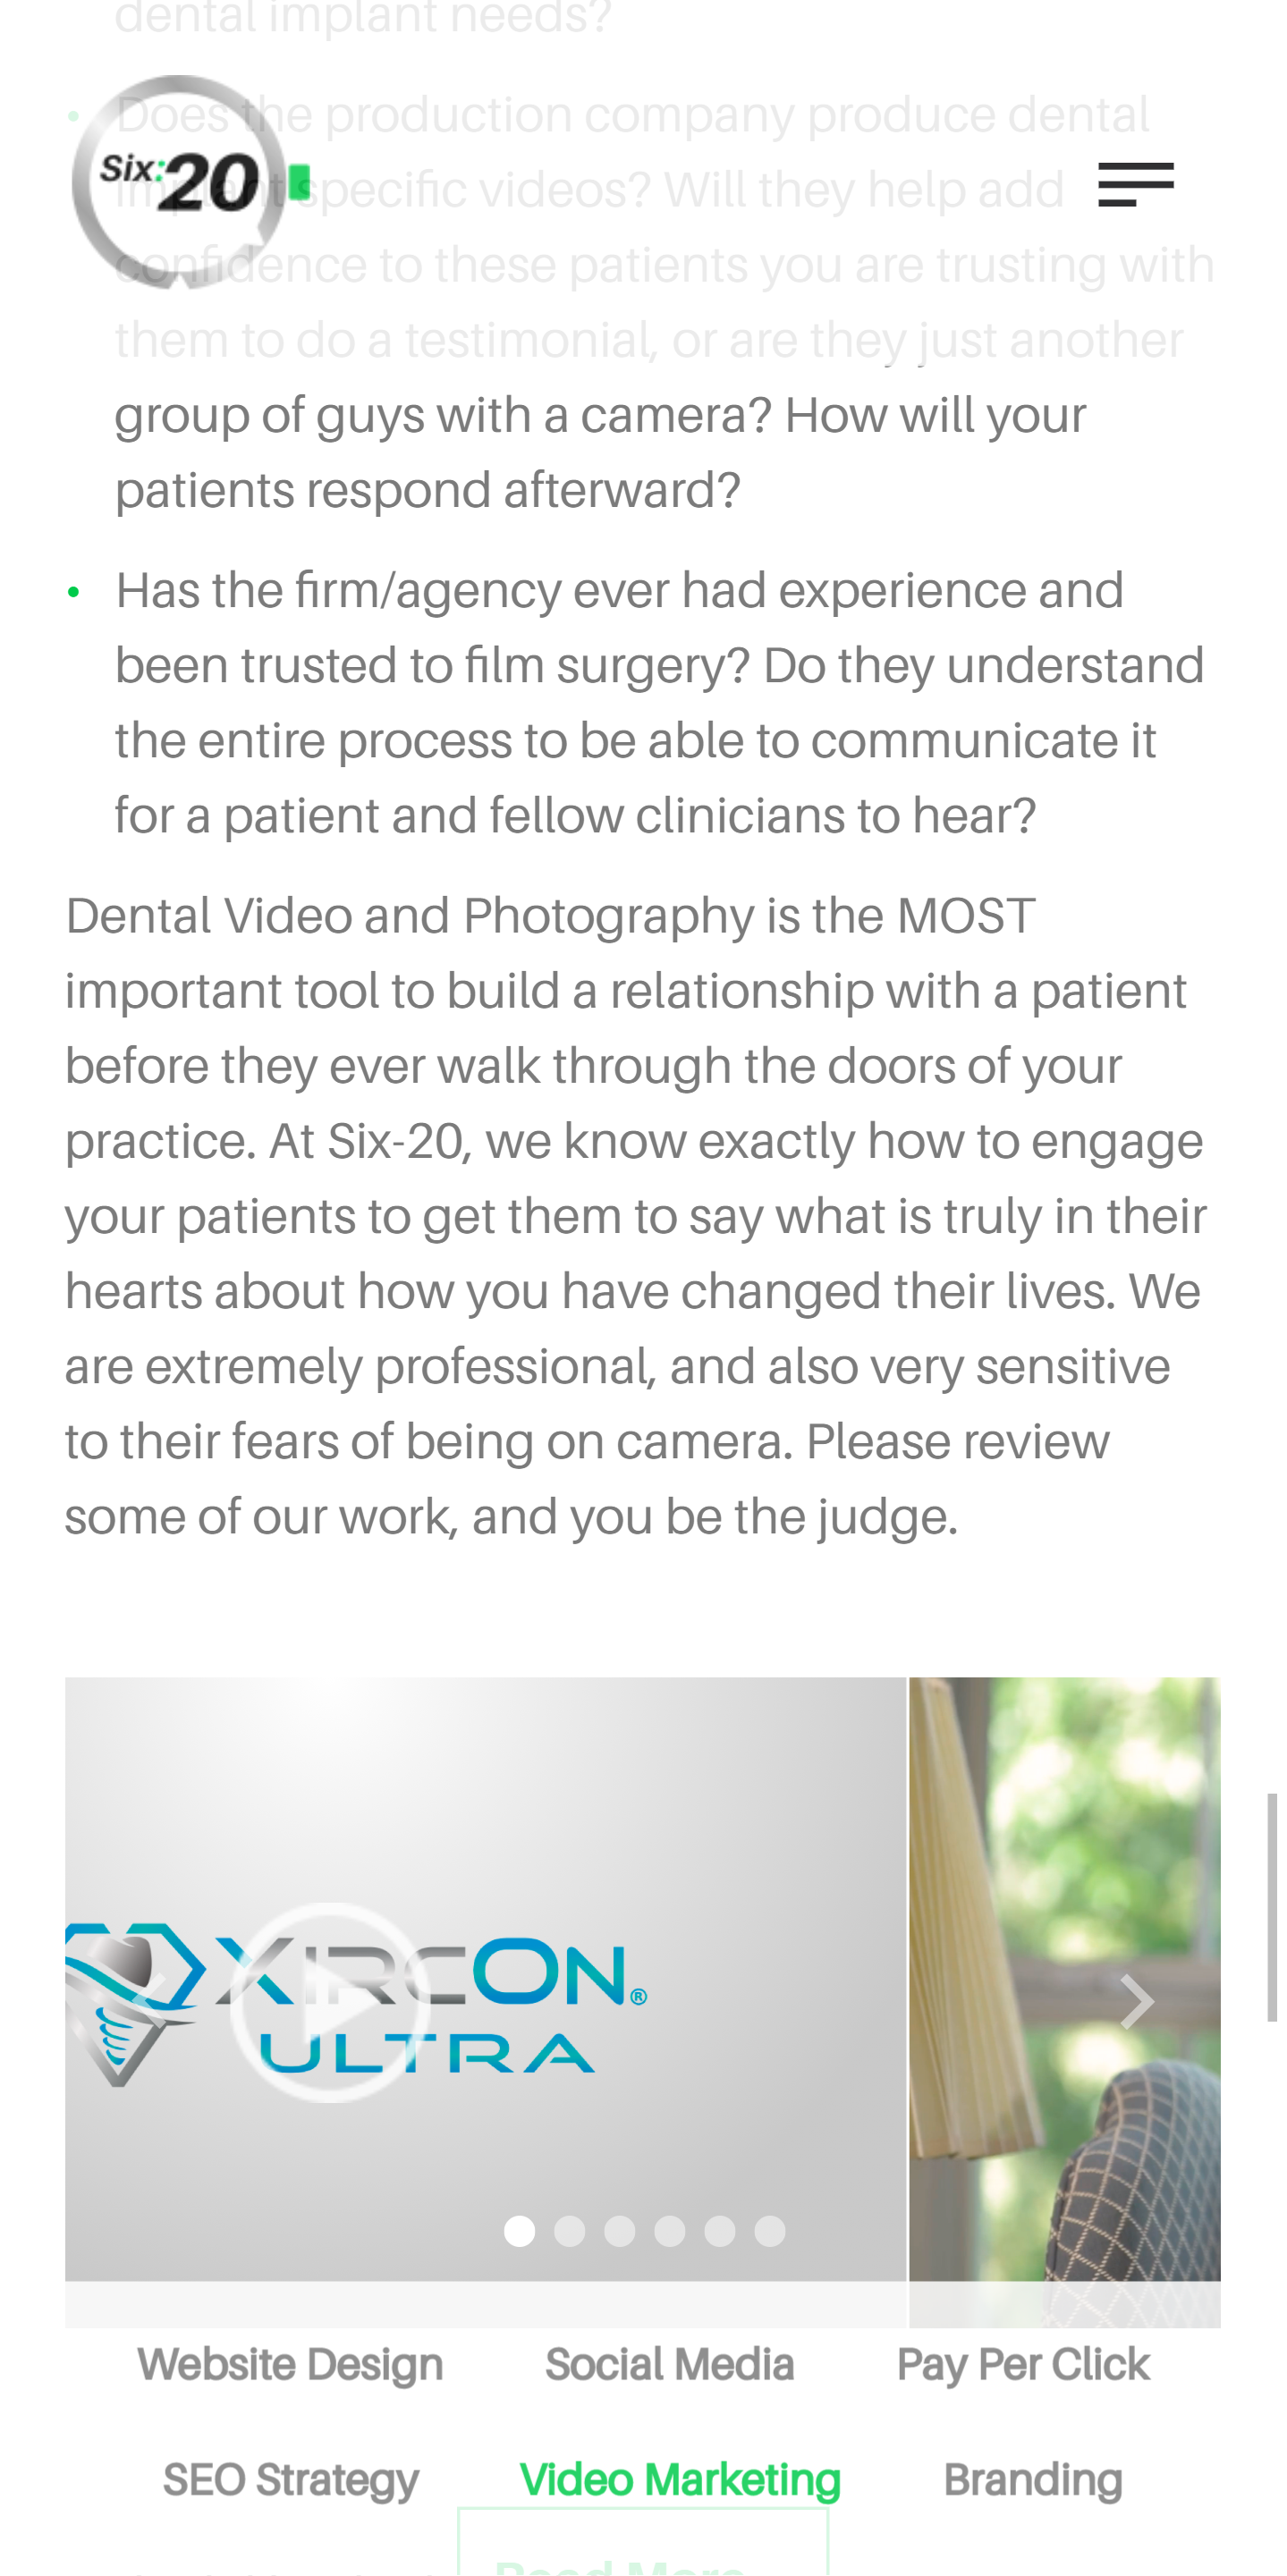 dental implant needs?
• Does the production company produce dental
implant specific videos? Will they help add
confidence to these patients you are trusting with
them to do a testimonial, or are they just another
group of guys with a camera? How will your
patients respond afterward?
Six:20
• Has the firm/agency ever had experience and
been trusted to film surgery? Do they understand
the entire process to be able to communicate it
for a patient and fellow clinicians to hear?
Dental Video and Photography is the MOST
important tool to build a relationship with a patient
before they ever walk through the doors of your
practice. At Six-20, we know exactly how to engage
your patients to get them to say what is truly in their
hearts about how you have changed their lives. We
are extremely professional, and also very sensitive
to their fears of being on camera. Please review
some of our work, and you be the judge.
XIRCON®
ULTRA
Website Design Social Media Pay Per Click
SEO Strategy Video Marketing Branding
Read More